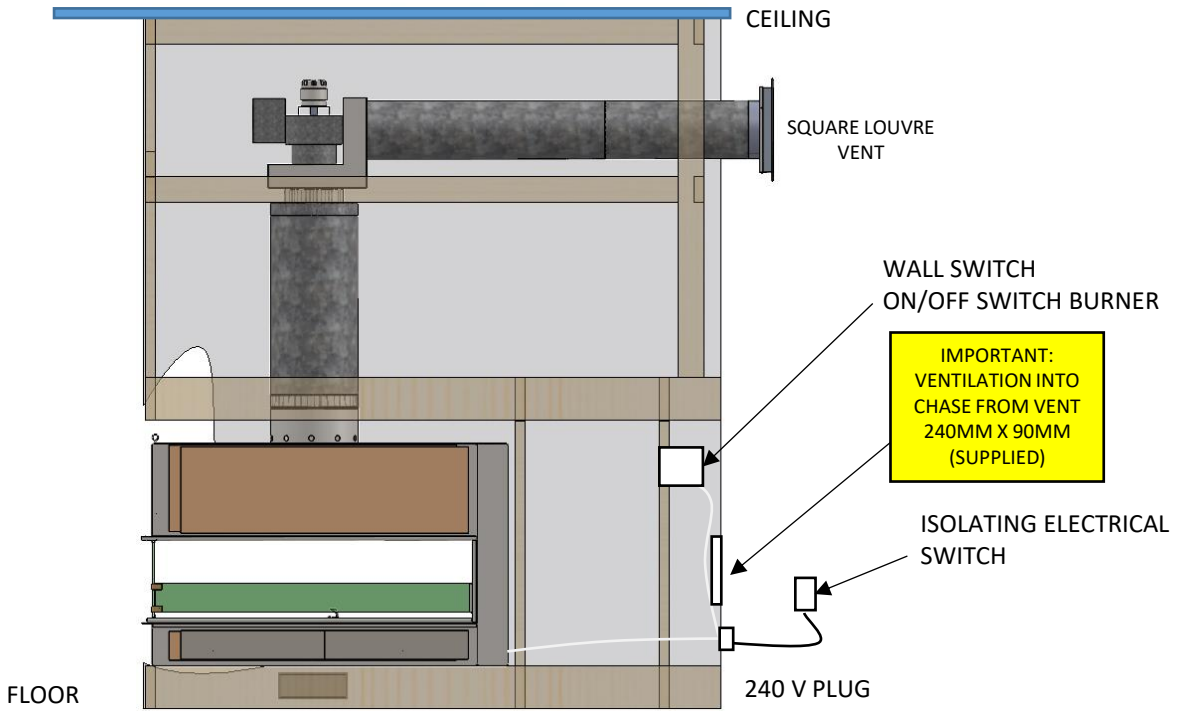 CEILING
SQUARE LOUVRE
VENT
WALL SWITCH
ON/OFF SWITCH BURNER
IMPORTANT:
VENTILATION INTO
CHASE FROM VENT
240MM X 90MM
(SUPPLIED)
ISOLATING ELECTRICAL
SWITCH
240 V PLUG
FLOOR